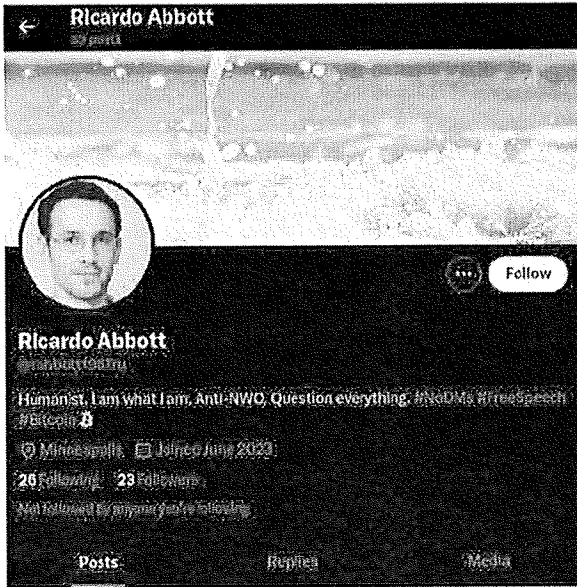 Ricardo Abbott
Follow
Ricardo Abbott
Humanist, I am what I am, Anti-NWO, Question everything. #NoDMs #FreeSpeech
#Bitcoin
Minneapolis Joined June 2023
26 Following 23 Followers
Not followed by anyone you're following
Posts Replies Media